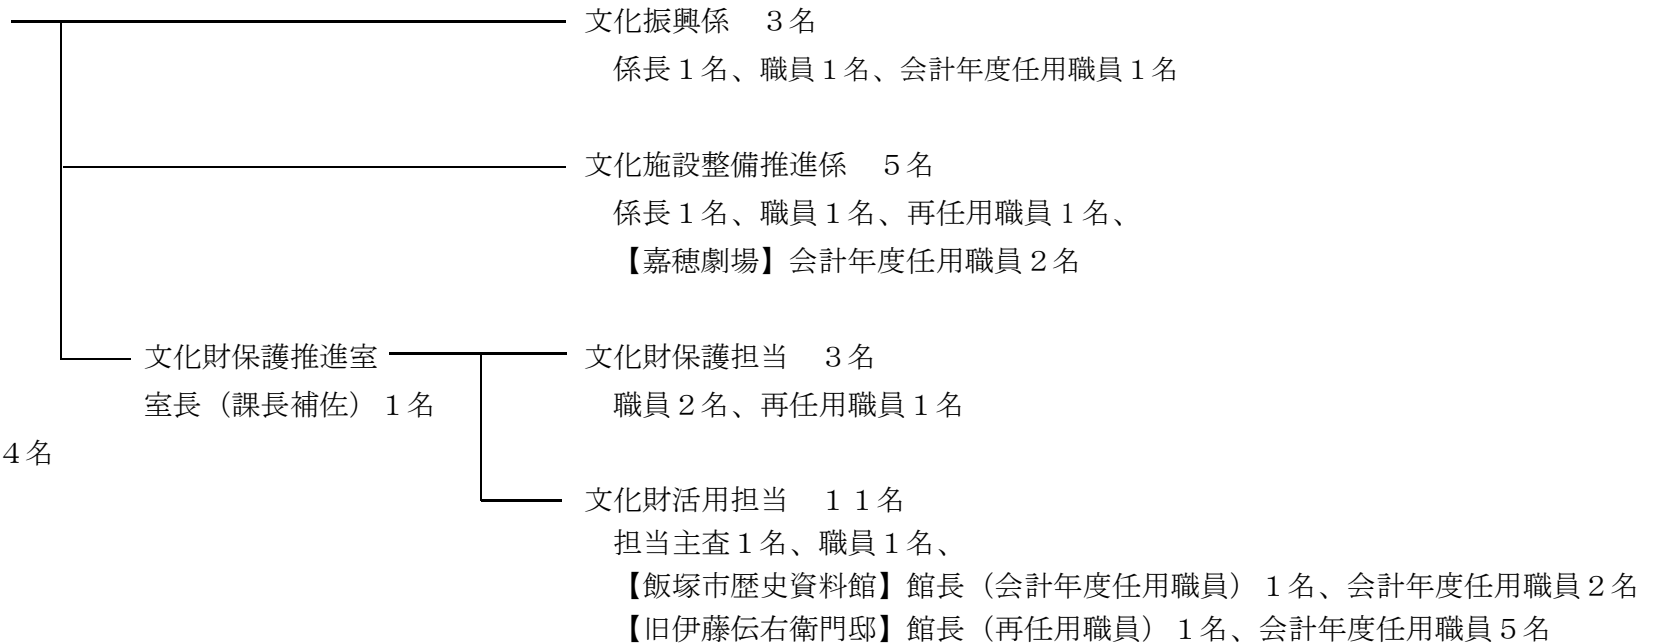 文化振興係　３名
係長１名、職員１名、会計年度任用職員１名
文化施設整備推進係　５名
係長１名、職員１名、再任用職員１名、
【嘉穂劇場】会計年度任用職員２名
文化財保護推進室
室長（課長補佐）１名
文化財保護担当　３名
職員２名、再任用職員１名
４名
文化財活用担当　１１名
担当主査１名、職員１名、
【飯塚市歴史資料館】館長（会計年度任用職員）１名、会計年度任用職員２名
【旧伊藤伝右衛門邸】館長（再任用職員）１名、会計年度任用職員５名